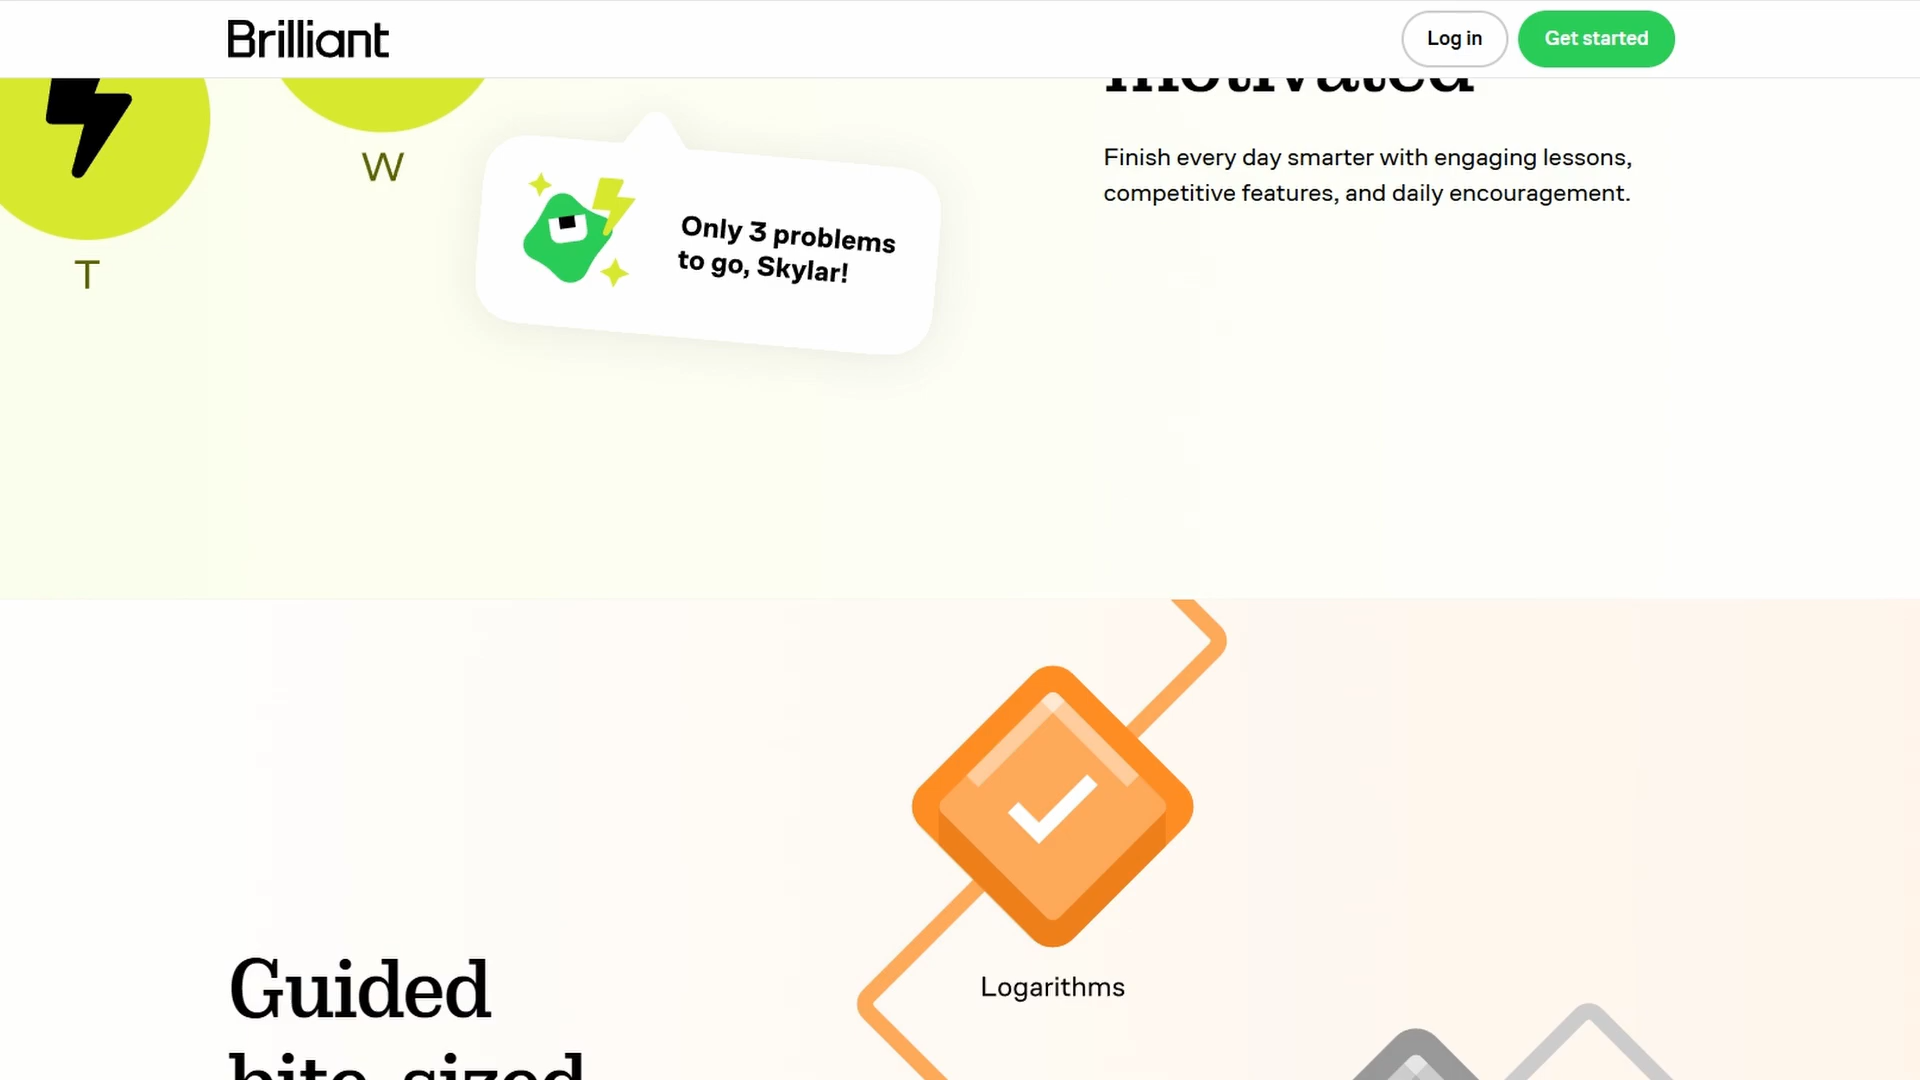 Brilliant
Log in
Get started
motivated
Finish every day smarter with engaging lessons,
competitive features, and daily encouragement.
W
T
Only 3 problems
to go, Skylar!
Logarithms
Guided
bite-sized